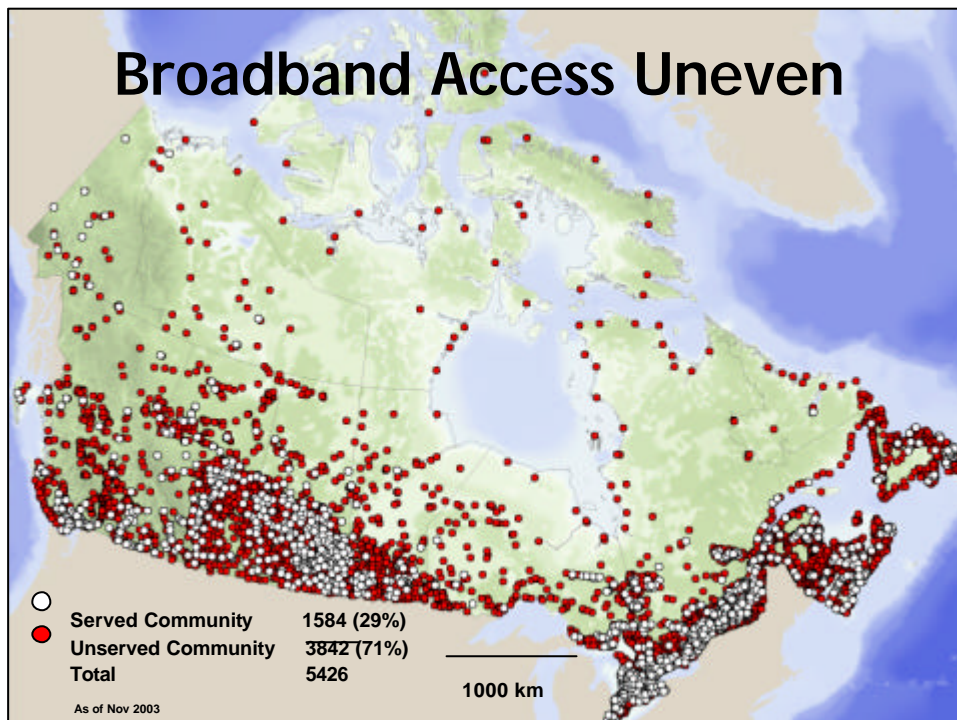 Broadband Access Uneven
Served Community 1584 (29%)
Unserved Community 3842 (71%)
Total 5426
1000 km
As of Nov 2003